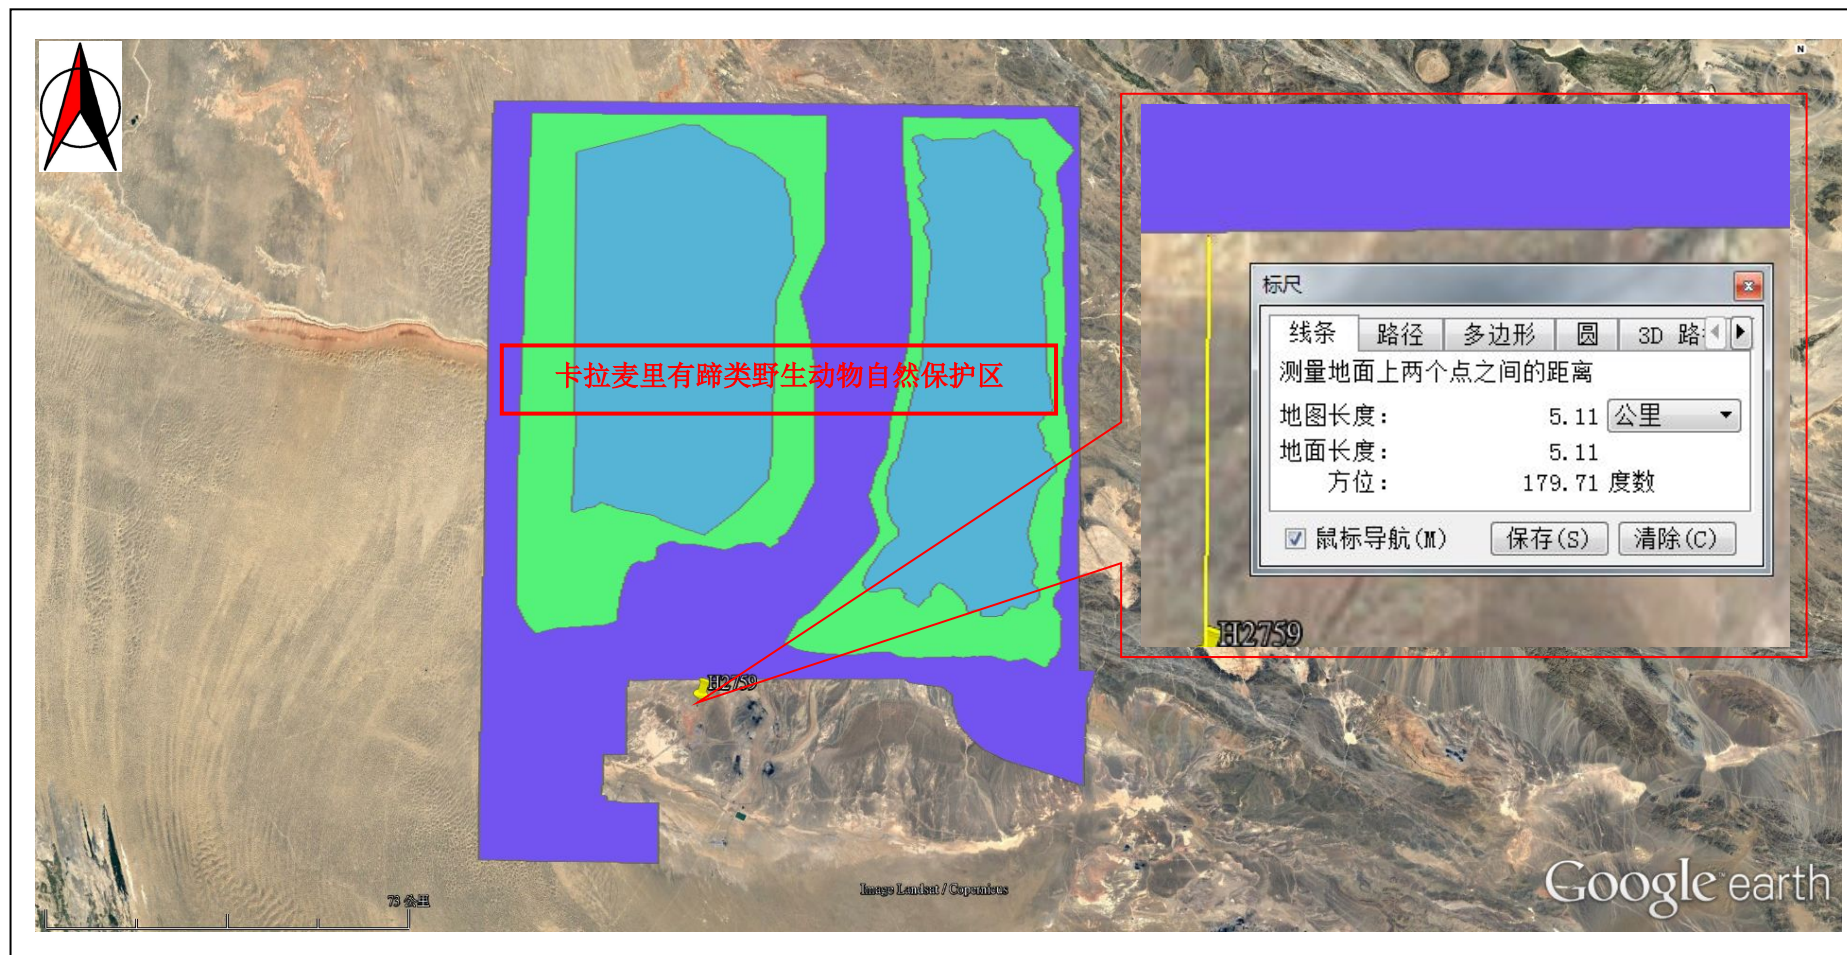 N
卡拉麦里有蹄类野生动物自然保护区
H2759
标尺
线条 路径 多边形 圆 3D 路
测量地面上两个点之间的距离
地图长度： 5.11 公里
地面长度： 5.11
方位： 179.71 度数
鼠标导航(M) 保存(S) 清除(C)
H2759
73 公里
Image Landsat / Copernicus
Google earth